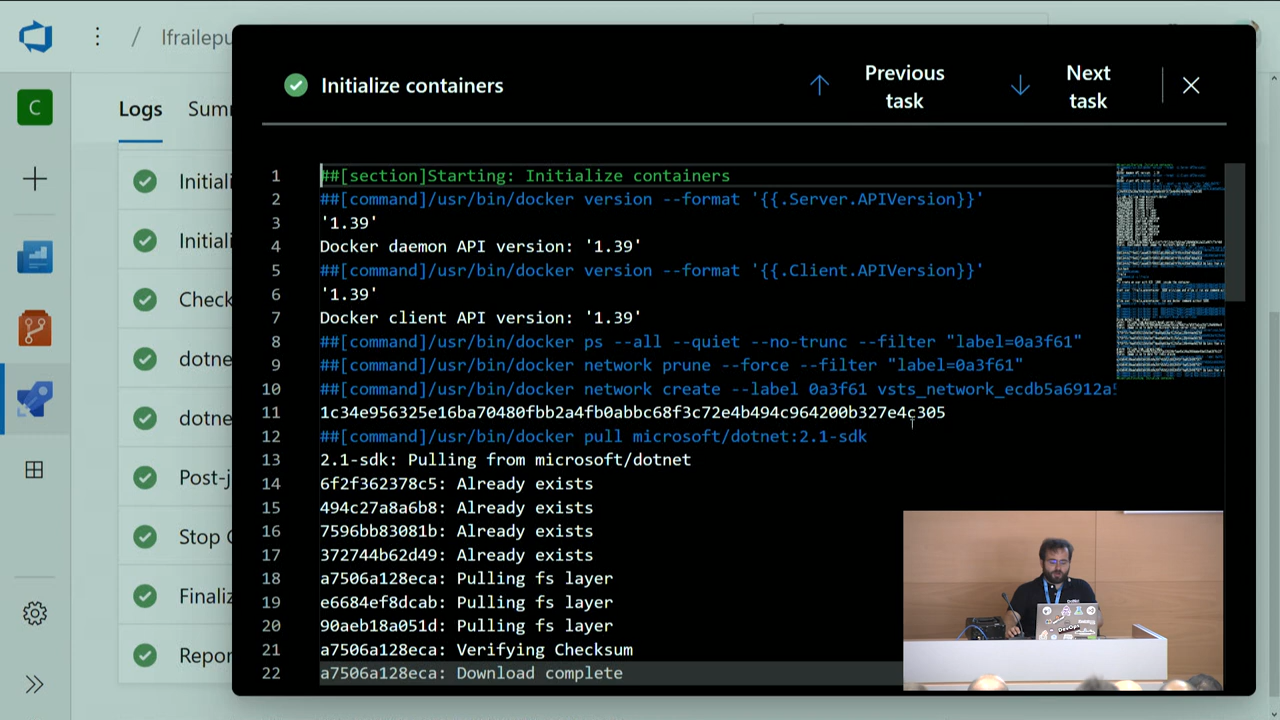 / lfrailepu
C
Logs Summ
Initiali
Initiali
Check
dotne
dotne
Post-j
Stop C
Finaliz
Repor
Initialize containers
Previous task
Next task
1 ##[section]Starting: Initialize containers
2 ##[command]/usr/bin/docker version --format '{{.Server.APIVersion}}'
3 '1.39'
4 Docker daemon API version: '1.39'
5 ##[command]/usr/bin/docker version --format '{{.Client.APIVersion}}'
6 '1.39'
7 Docker client API version: '1.39'
8 ##[command]/usr/bin/docker ps --all --quiet --no-trunc --filter "label=0a3f61"
9 ##[command]/usr/bin/docker network prune --force --filter "label=0a3f61"
10 ##[command]/usr/bin/docker network create --label 0a3f61 vsts_network_ecdb5a6912a
11 1c34e956325e16ba70480fbb2a4fb0abbc68f3c72e4b494c964200b327e4c305
12 ##[command]/usr/bin/docker pull microsoft/dotnet:2.1-sdk
13 2.1-sdk: Pulling from microsoft/dotnet
14 6f2f362378c5: Already exists
15 494c27a8a6b8: Already exists
16 7596bb83081b: Already exists
17 372744b62d49: Already exists
18 a7506a128eca: Pulling fs layer
19 e6684ef8dcab: Pulling fs layer
20 90aeb18a051d: Pulling fs layer
21 a7506a128eca: Verifying Checksum
22 a7506a128eca: Download complete
DevOps